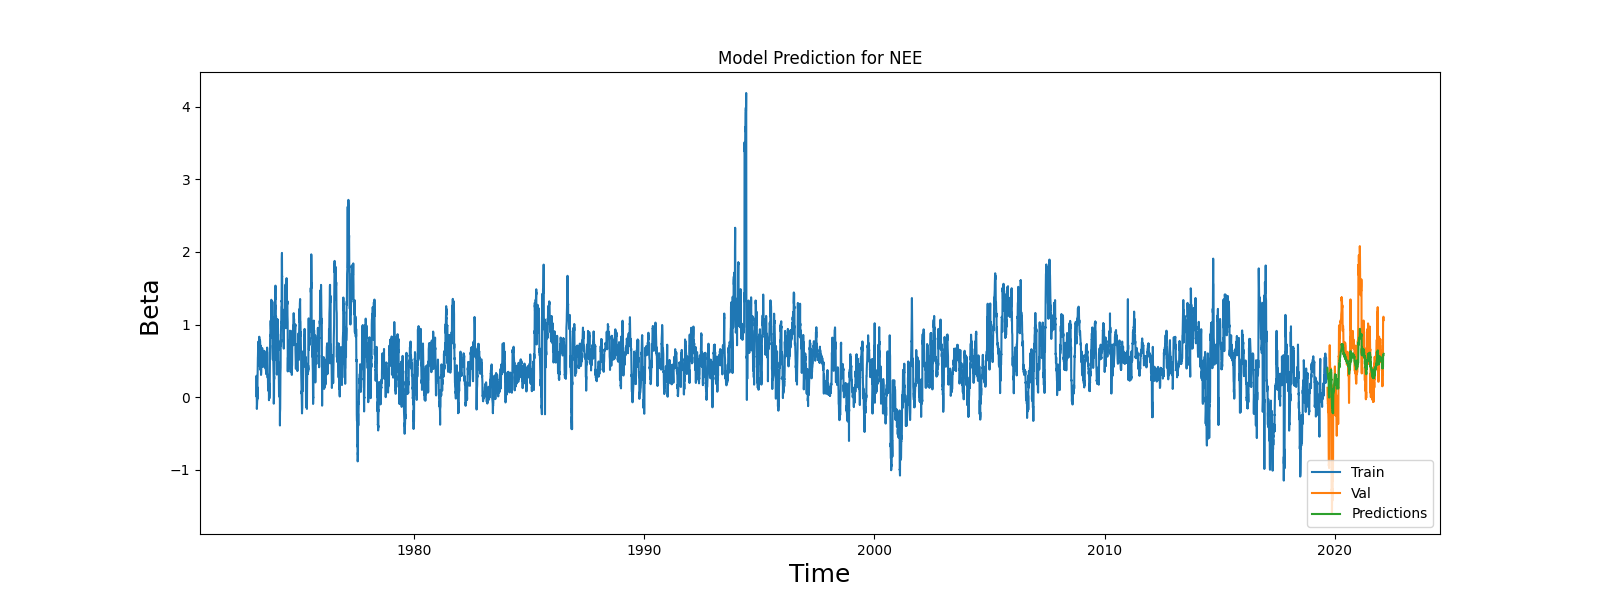 Model Prediction for NEE
Beta
4
3
2
1
0
−1
1980
1990
2000
2010
2020
Time
Train
Val
Predictions